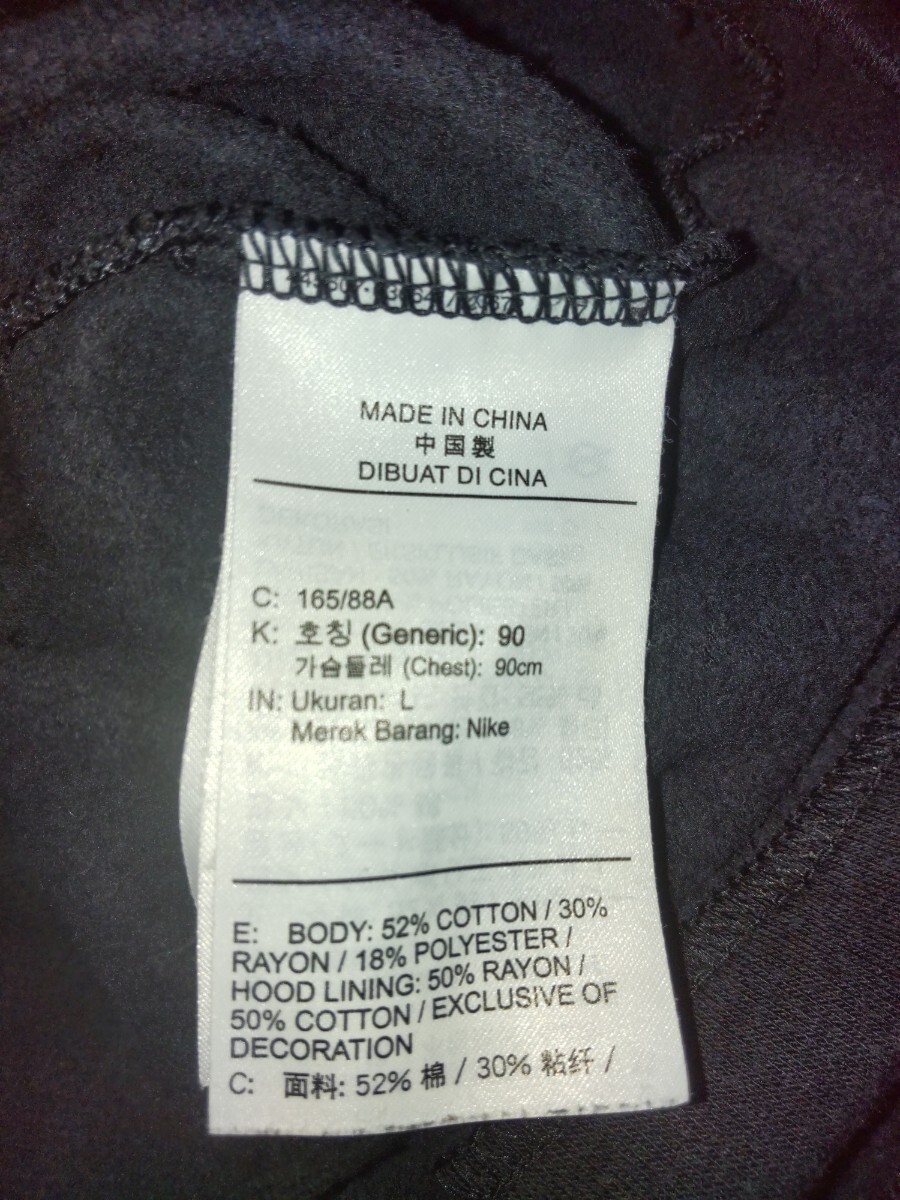 MADE IN CHINA
中国製
DIBUAT DI CINA
C: 165/88A
K: 호칭 (Generic): 90
가슴둘레 (Chest): 90cm
IN: Ukuran: L
Merek Barang: Nike
E: BODY: 52% COTTON / 30%
RAYON / 18% POLYESTER /
HOOD LINING: 50% RAYON /
50% COTTON / EXCLUSIVE OF
DECORATION
C: 面料: 52% 棉 / 30% 粘纤 /